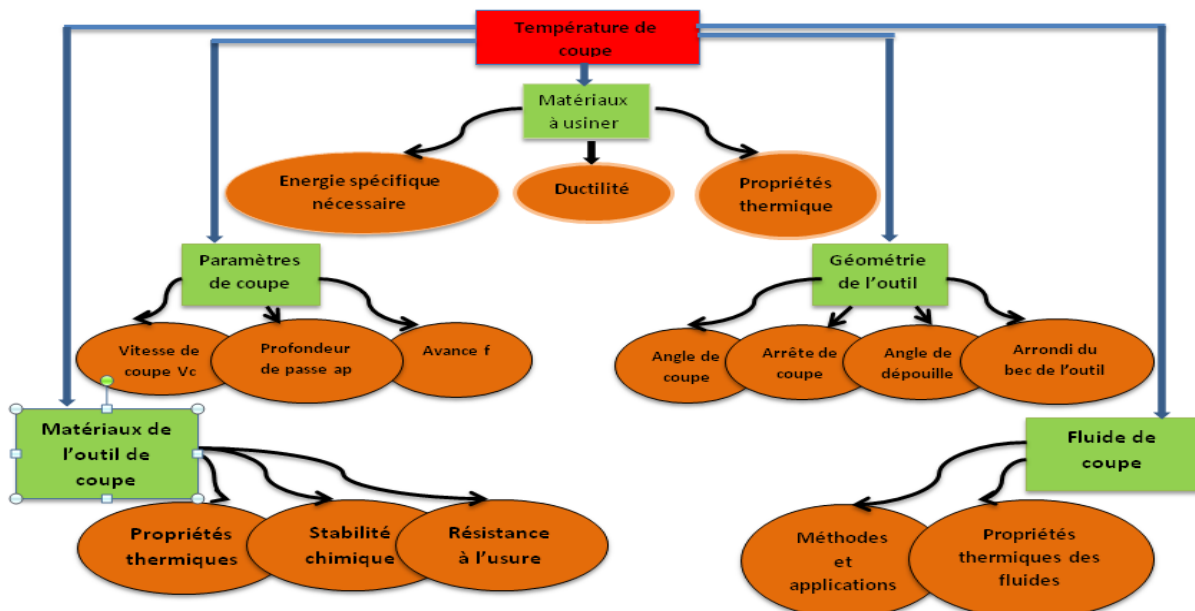 Température de
coupe
Matériaux
à usiner
Energie spécifique
nécessaire
Ductilité
Propriétés
thermique
Paramètres
de coupe
Géométrie
de l’outil
Vitesse de
coupe Vc
Profondeur
de passe ap
Avance f
Angle de
coupe
Arrête de
coupe
Angle de
dépouille
Arrondi du
bec de l’outil
Matériaux de
l’outil de
coupe
Fluide de
coupe
Propriétés
thermiques
Stabilité
chimique
Résistance
à l’usure
Méthodes
et
applications
Propriétés
thermiques des
fluides